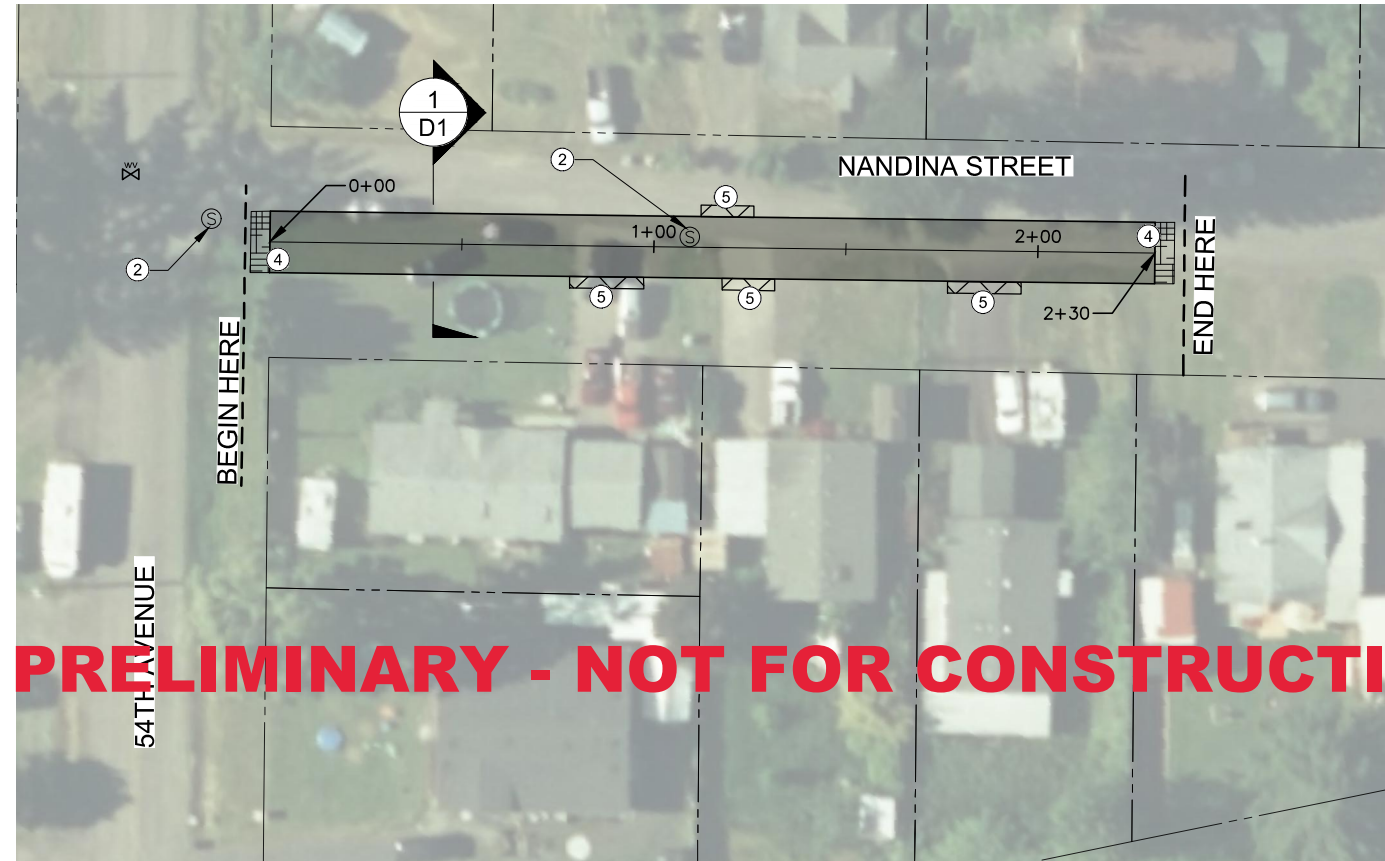 1
D1
WV
2
NANDINA STREET
0+00
5
S
1+00
S
2+00
4
4
2
5
5
5
2+30
BEGIN HERE
END HERE
54TH AVENUE
PRELIMINARY - NOT FOR CONSTRUCTI